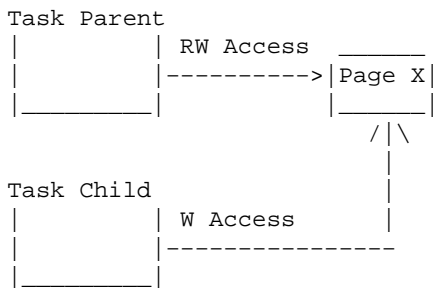 Task Parent
RW Access
Page X
Task Child
W Access